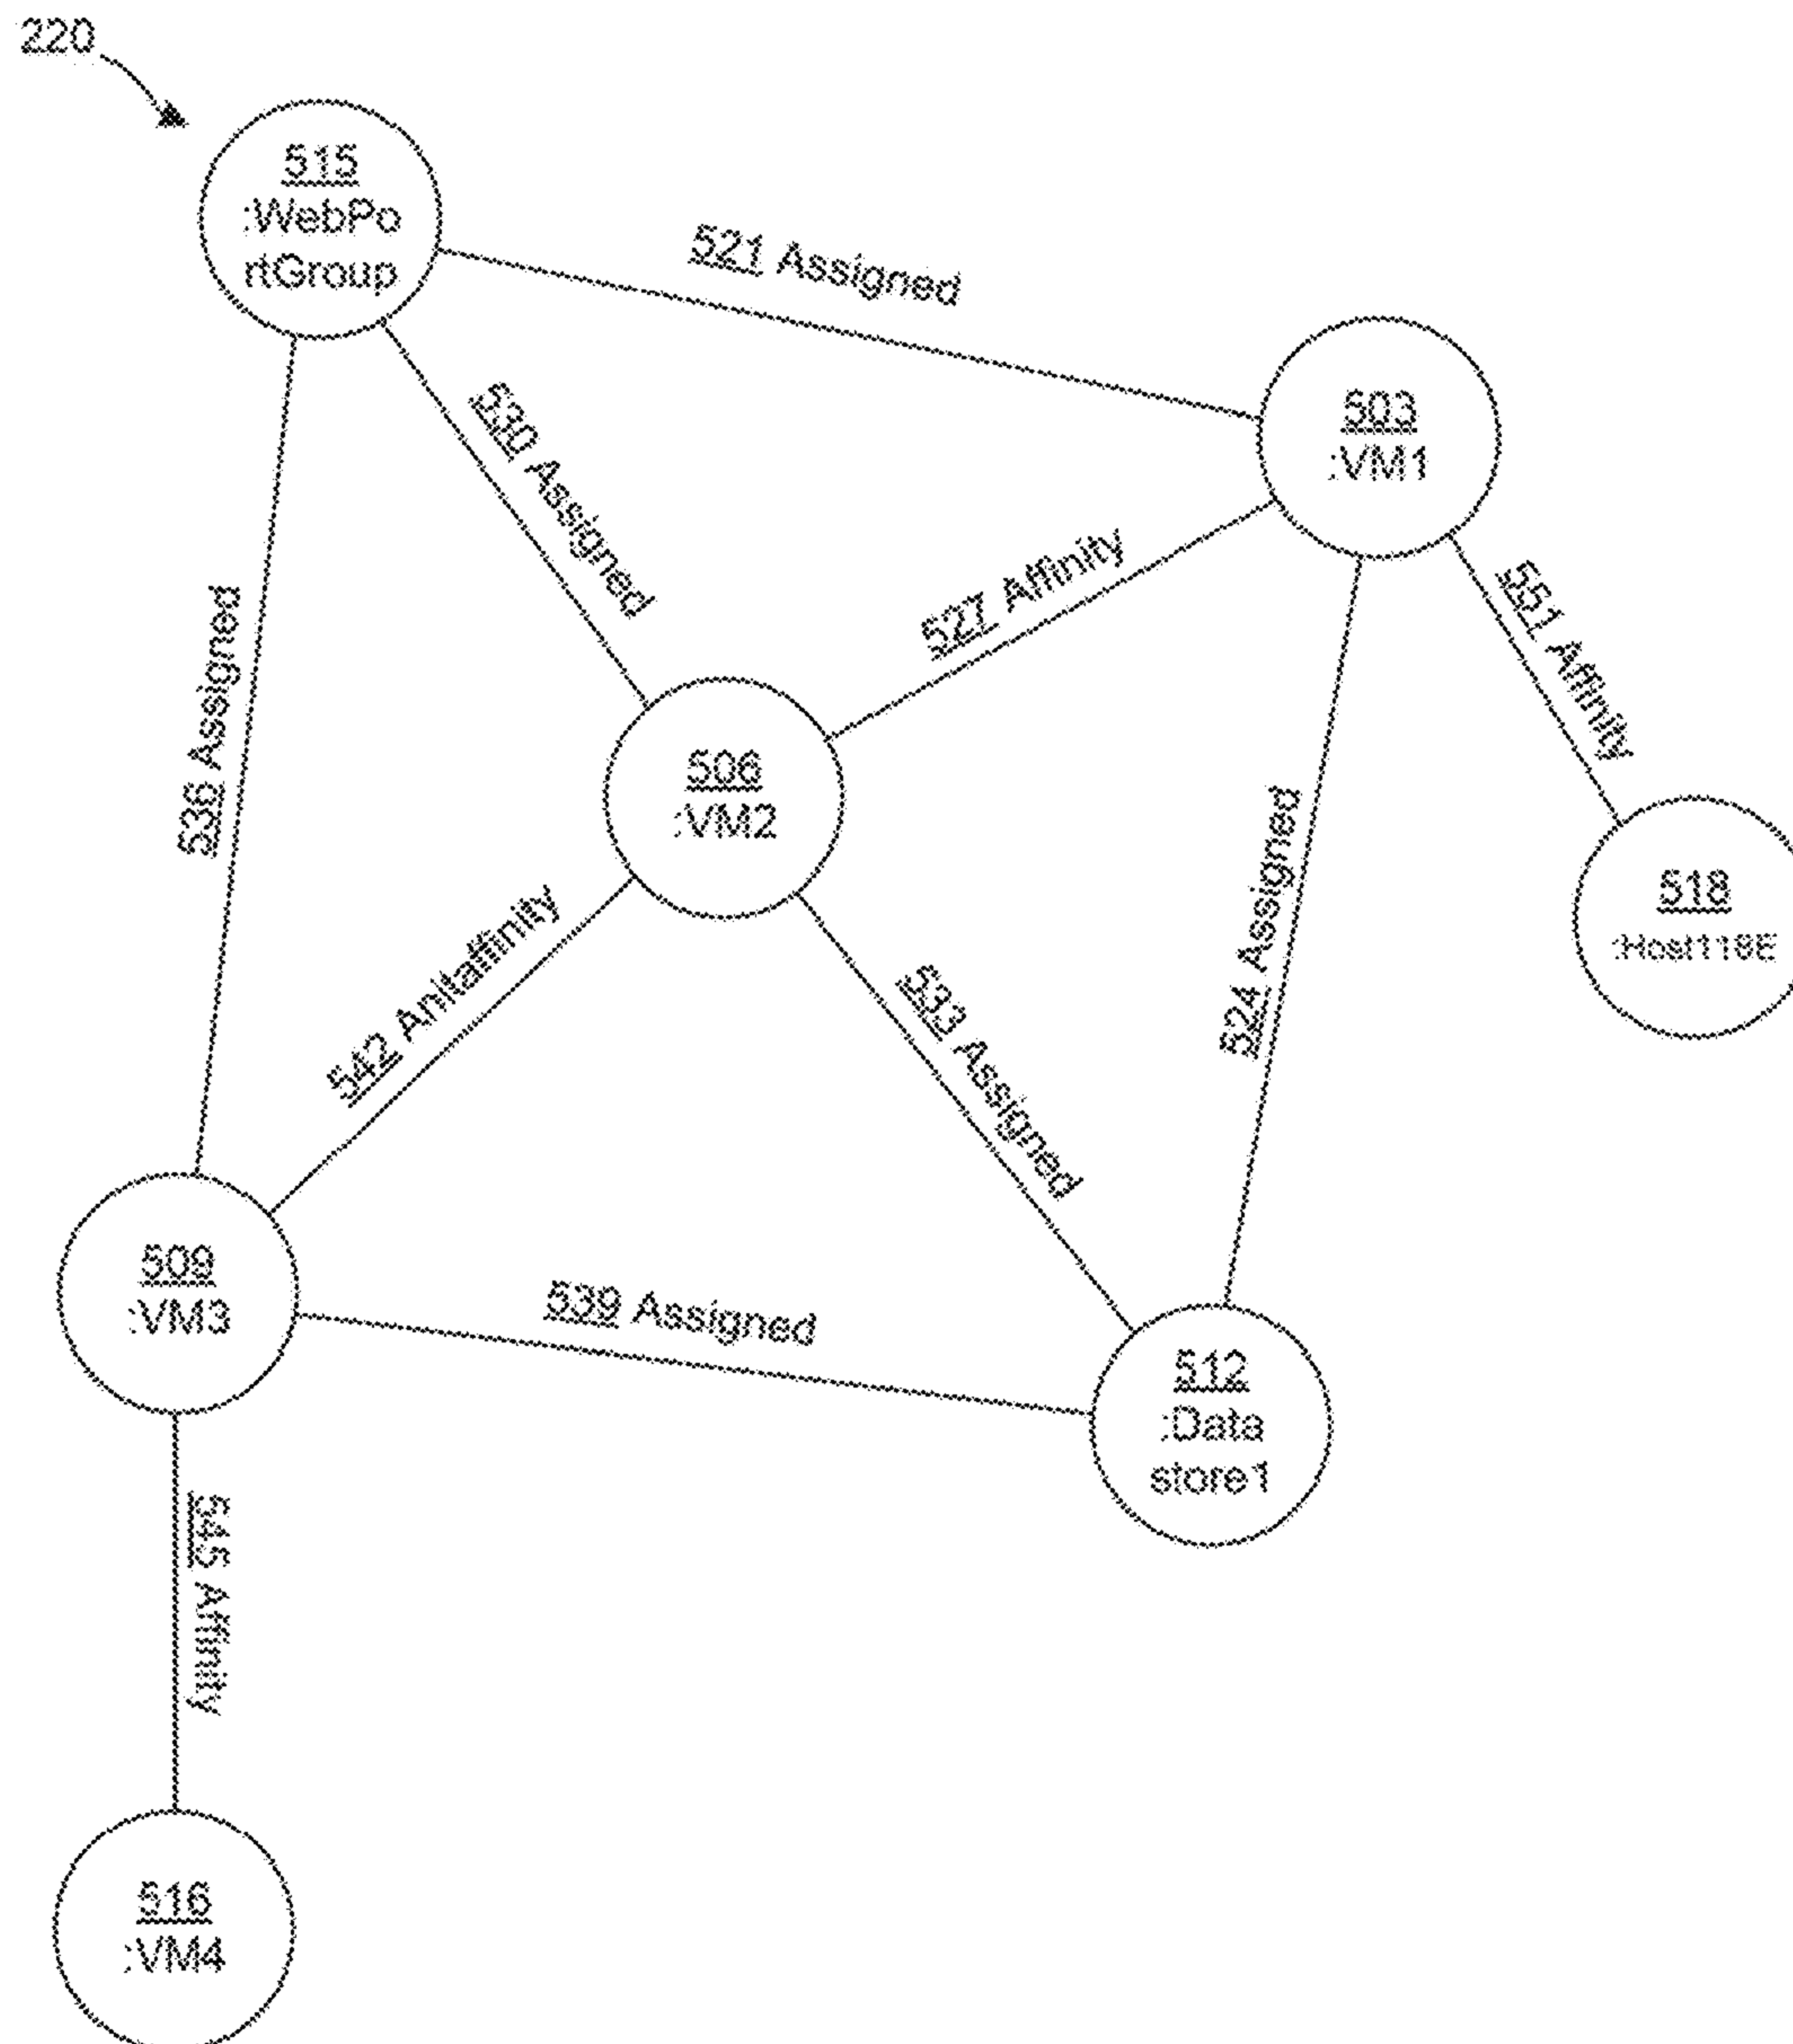 220
515
:WebPo
rtGroup
521 Assigned
503
:VM1
530 Assigned
527 Affinity
551 Affinity
536 Assigned
506
:VM2
524 Assigned
518
:Host118E
542 Anitaffinity
533 Assigned
509
:VM3
539 Assigned
512
:Data
store1
545 Affinity
516
:VM4